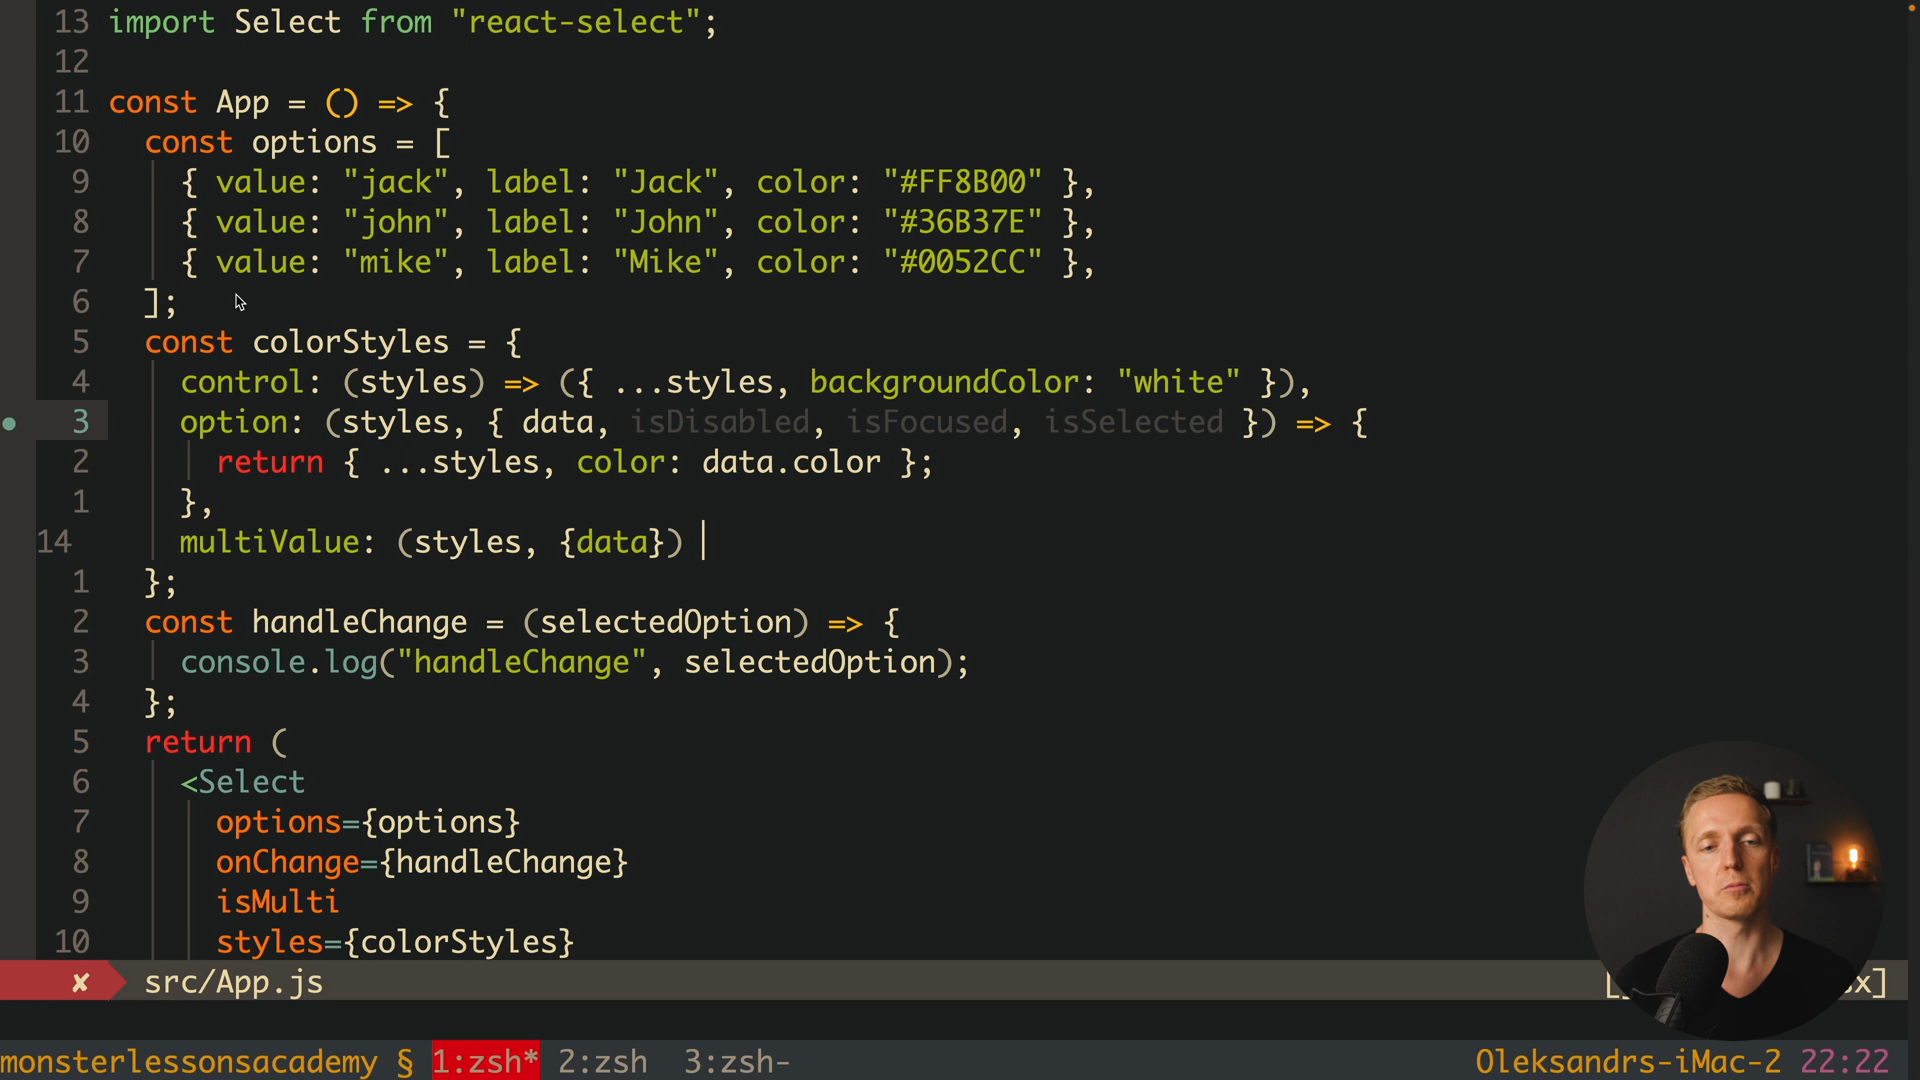 13 import Select from "react-select";
12
11 const App = () => {
10 const options = [
9 { value: "jack", label: "Jack", color: "#FF8B00" },
8 { value: "john", label: "John", color: "#36B37E" },
7 { value: "mike", label: "Mike", color: "#0052CC" },
6 ];
5 const colorStyles = {
4 control: (styles) => ({ ...styles, backgroundColor: "white" }),
3 option: (styles, { data, isDisabled, isFocused, isSelected }) => {
2 return { ...styles, color: data.color };
1 },
14 multiValue: (styles, {data})
1 };
2 const handleChange = (selectedOption) => {
3 console.log("handleChange", selectedOption);
4 };
5 return (
6 <Select
7 options={options}
8 onChange={handleChange}
9 isMulti
10 styles={colorStyles}
✘ src/App.js
monsterlessonsacademy § 1:zsh* 2:zsh 3:zsh- Oleksandrs-iMac-2 22:22